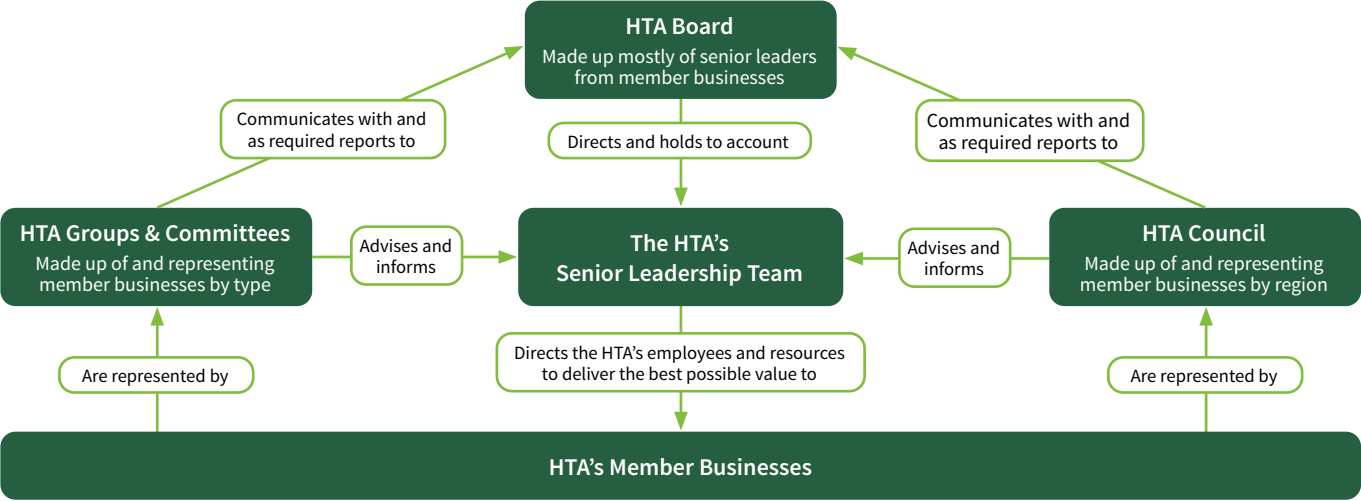 HTA Board
Made up mostly of senior leaders
from member businesses
Communicates with and
as required reports to
Directs and holds to account
Communicates with and
as required reports to
HTA Groups & Committees
Made up of and representing
member businesses by type
Advises and
informs
The HTA’s
Senior Leadership Team
Advises and
informs
HTA Council
Made up of and representing
member businesses by region
Are represented by
Directs the HTA’s employees and resources
to deliver the best possible value to
Are represented by
HTA’s Member Businesses